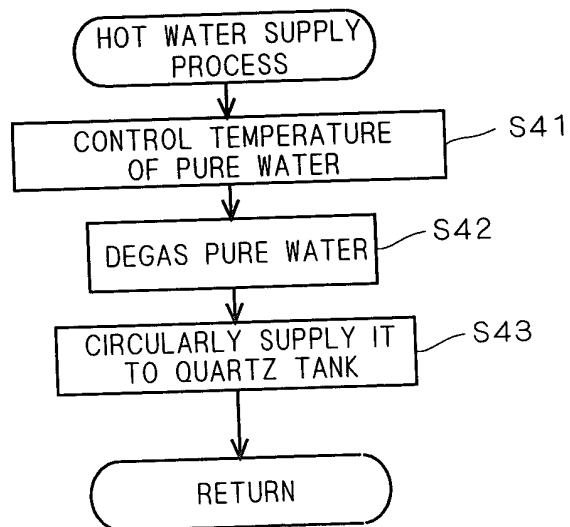 HOT WATER SUPPLY
PROCESS
CONTROL TEMPERATURE
OF PURE WATER
S41
DEGAS PURE WATER
S42
CIRCULARLY SUPPLY IT
TO QUARTZ TANK
S43
RETURN